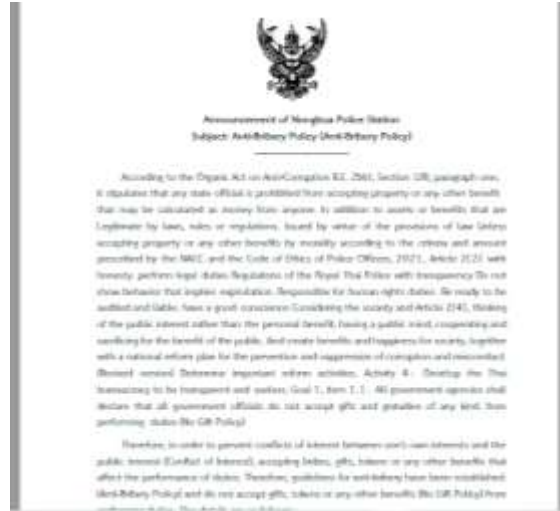 Announcement of Nongbua Police Station
Subject: Anti-Bribery Policy (Anti-Bribery Policy)
According to the Organic Act on Anti-Corruption B.E. 2561, Section 128, paragraph one,
it stipulates that any state official is prohibited from accepting property or any other benefit
that may be calculated as money from anyone. In addition to assets or benefits that are
Legitimate by laws, rules or regulations. Issued by virtue of the provisions of law Unless
accepting property or any other benefits by morality according to the criteria and amount
prescribed by the NACC and the Code of Ethics of Police Officers, 2021, Article 2(2) with
honesty, perform legal duties Regulations of the Royal Thai Police with transparency Do not
show behavior that implies exploitation. Responsible for human rights duties. Be ready to be
audited and liable, have a good conscience Considering the society and Article 2(4), thinking
of the public interest rather than the personal benefit, having a public mind, cooperating and
sacrificing for the benefit of the public. And create benefits and happiness for society, together
with a national reform plan for the prevention and suppression of corruption and misconduct.
(Revised version) Determine important reform activities, Activity 4 : Develop the Thai
bureaucracy to be transparent and Goal 1, item 1.1 : All government agencies shall
declare that all government officials do not accept gifts and gratuities of any kind. from
performing duties (No Gift Policy)
Therefore, in order to prevent conflicts of interest between one's own interests and the
public interest (Conflict of Interest), accepting bribes, gifts, tokens or any other benefits that
affect the performance of duties. Therefore, guidelines for anti-bribery have been established.
(Anti-Bribery Policy) and do not accept gifts, tokens or any other benefits (No Gift Policy) from